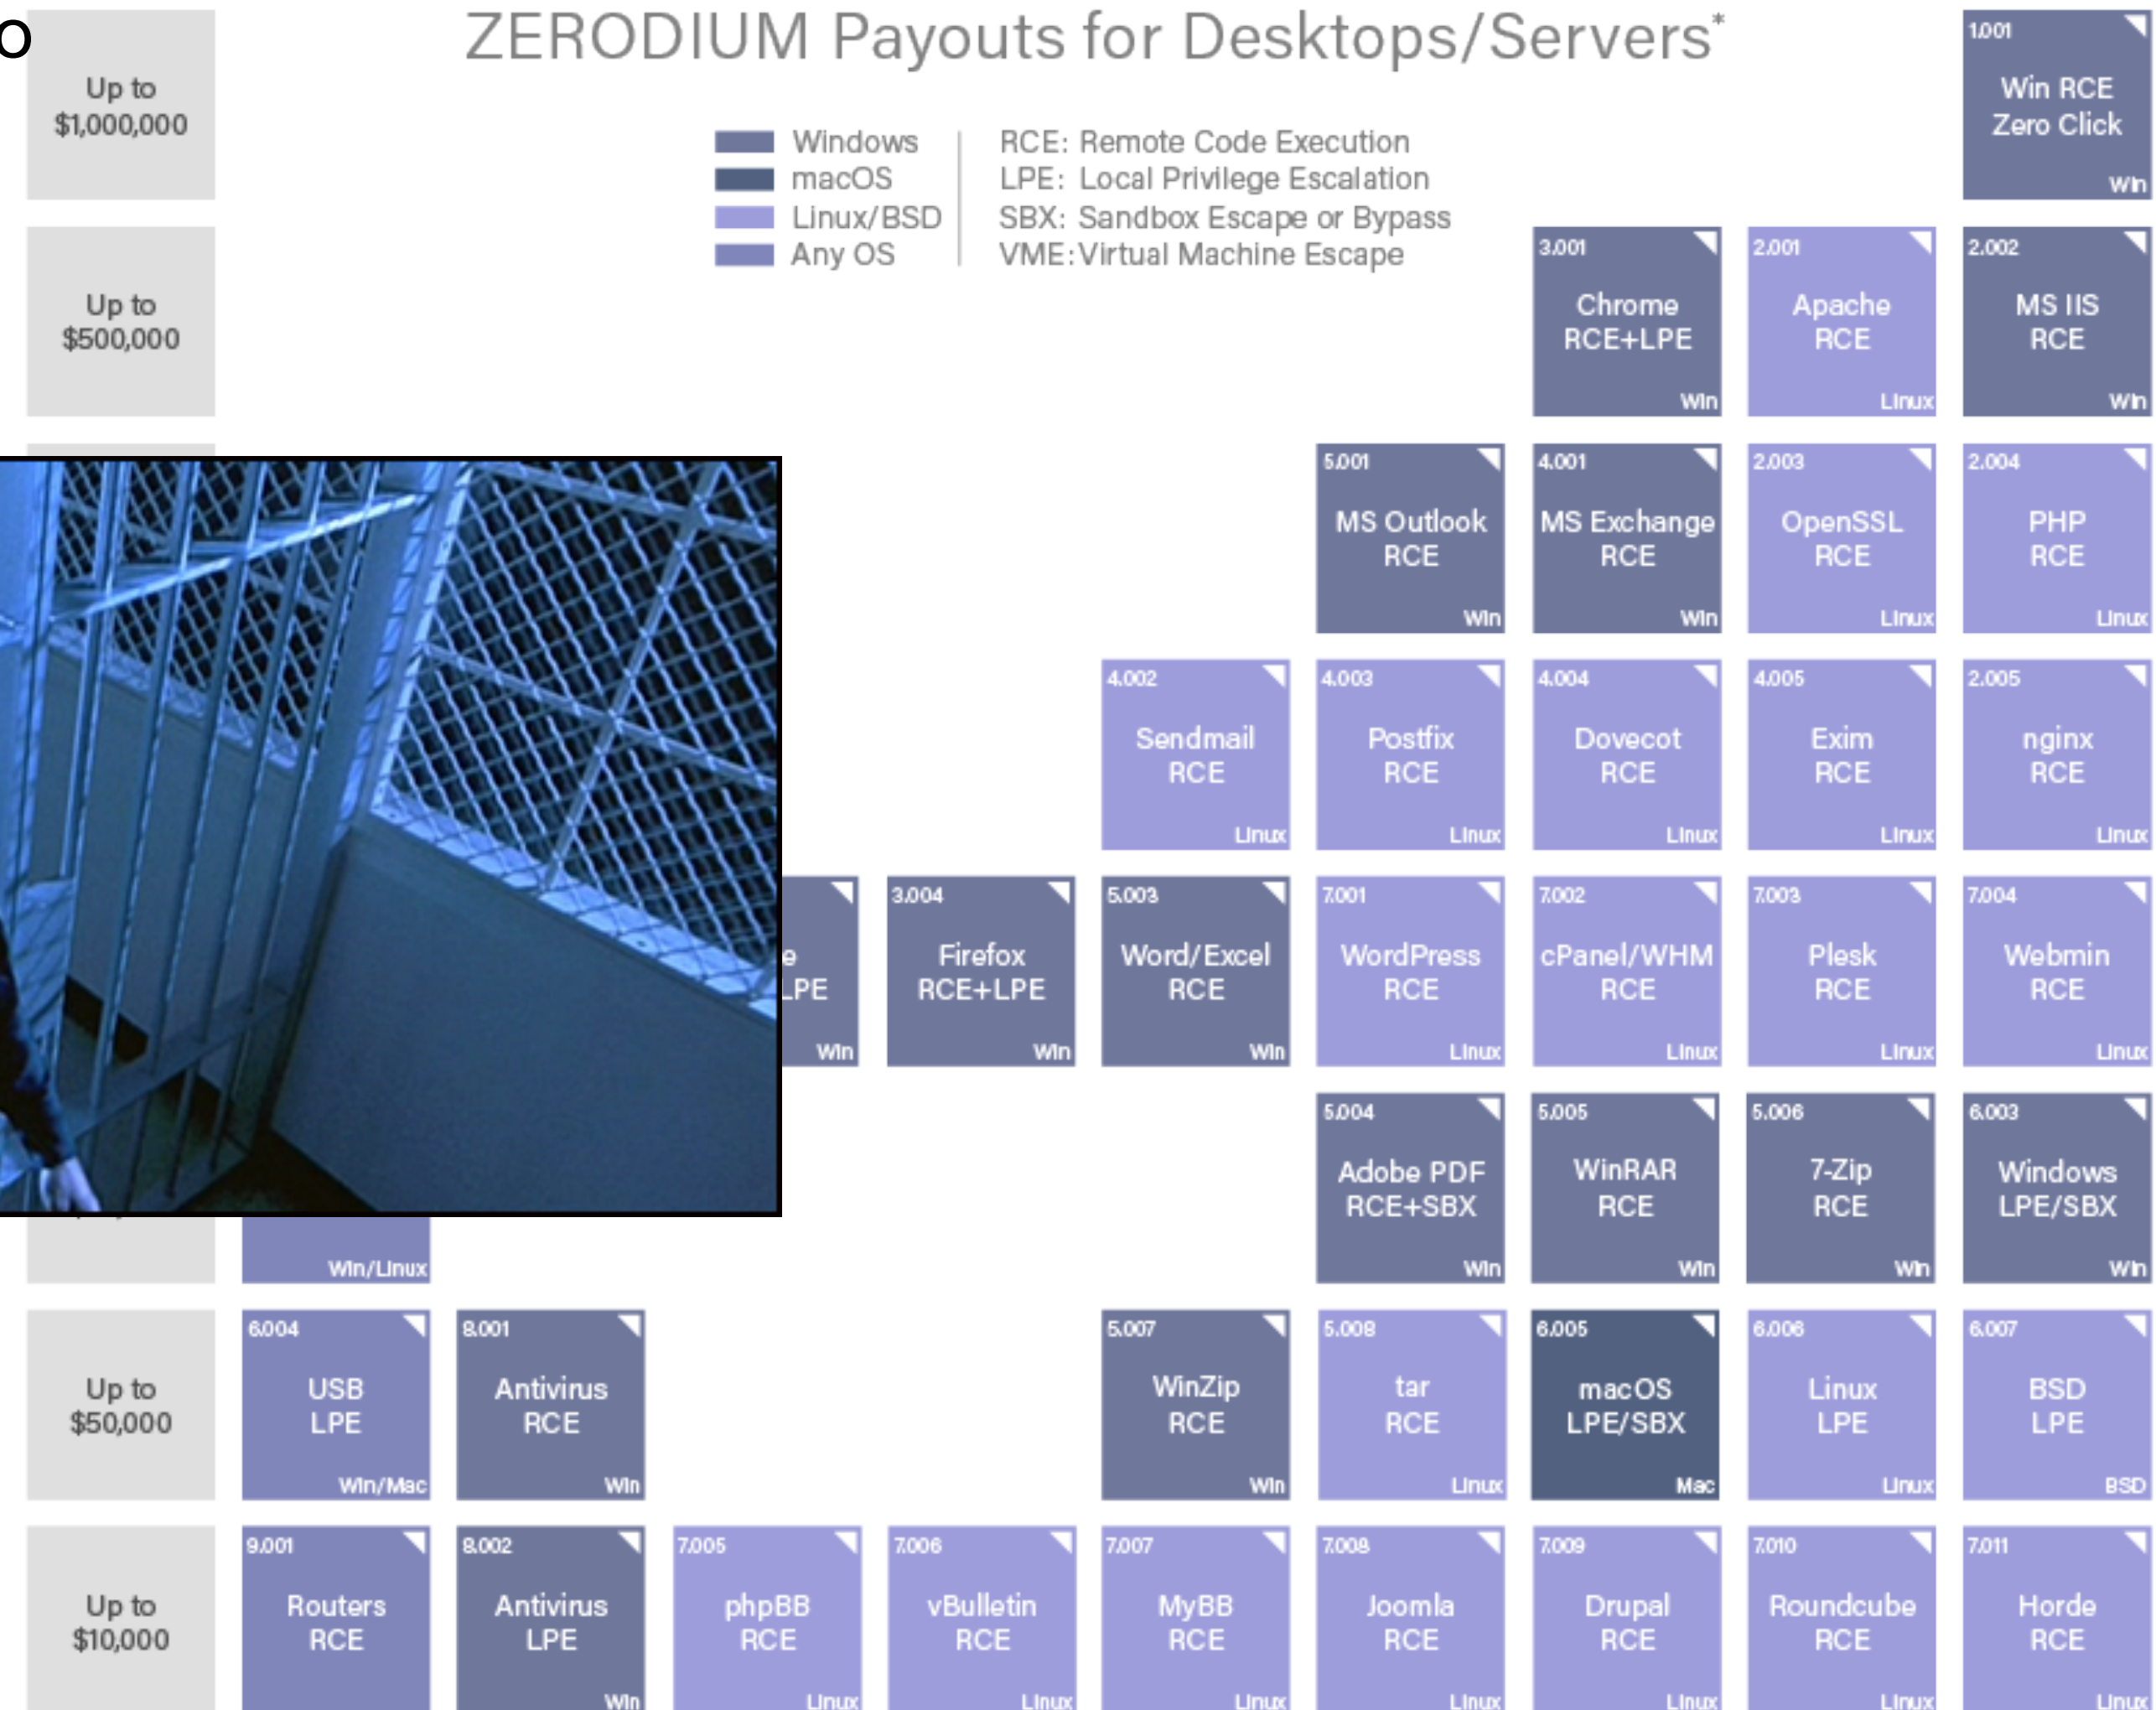 o
ZERODIUM Payouts for Desktops/Servers*
Up to
$1,000,000
Windows
macOS
Linux/BSD
Any OS
RCE: Remote Code Execution
LPE: Local Privilege Escalation
SBX: Sandbox Escape or Bypass
VME: Virtual Machine Escape
1.001
Win RCE
Zero Click
Win
Up to
$500,000
3.001
Chrome
RCE+LPE
Win
2.001
Apache
RCE
Linux
2.002
MS IIS
RCE
Win
5.001
MS Outlook
RCE
Win
4.001
MS Exchange
RCE
Win
2.003
OpenSSL
RCE
Linux
2.004
PHP
RCE
Linux
4.002
Sendmail
RCE
Linux
4.003
Postfix
RCE
Linux
4.004
Dovecot
RCE
Linux
4.005
Exim
RCE
Linux
2.005
nginx
RCE
Linux
e
LPE
Win
3.004
Firefox
RCE+LPE
Win
5.003
Word/Excel
RCE
Win
7.001
WordPress
RCE
Linux
7.002
cPanel/WHM
RCE
Linux
7.003
Plesk
RCE
Linux
7.004
Webmin
RCE
Linux
Win/Linux
5.004
Adobe PDF
RCE+SBX
Win
5.005
WinRAR
RCE
Win
5.006
7-Zip
RCE
Win
6.003
Windows
LPE/SBX
Win
Up to
$50,000
6.004
USB
LPE
Win/Mac
8.001
Antivirus
RCE
Win
5.007
WinZip
RCE
Win
5.008
tar
RCE
Linux
6.005
macOS
LPE/SBX
Mac
6.006
Linux
LPE
Linux
6.007
BSD
LPE
BSD
Up to
$10,000
9.001
Routers
RCE
8.002
Antivirus
LPE
Win
7.005
phpBB
RCE
Linux
7.006
vBulletin
RCE
Linux
7.007
MyBB
RCE
Linux
7.008
Joomla
RCE
Linux
7.009
Drupal
RCE
Linux
7.010
Roundcube
RCE
Linux
7.011
Horde
RCE
Linux